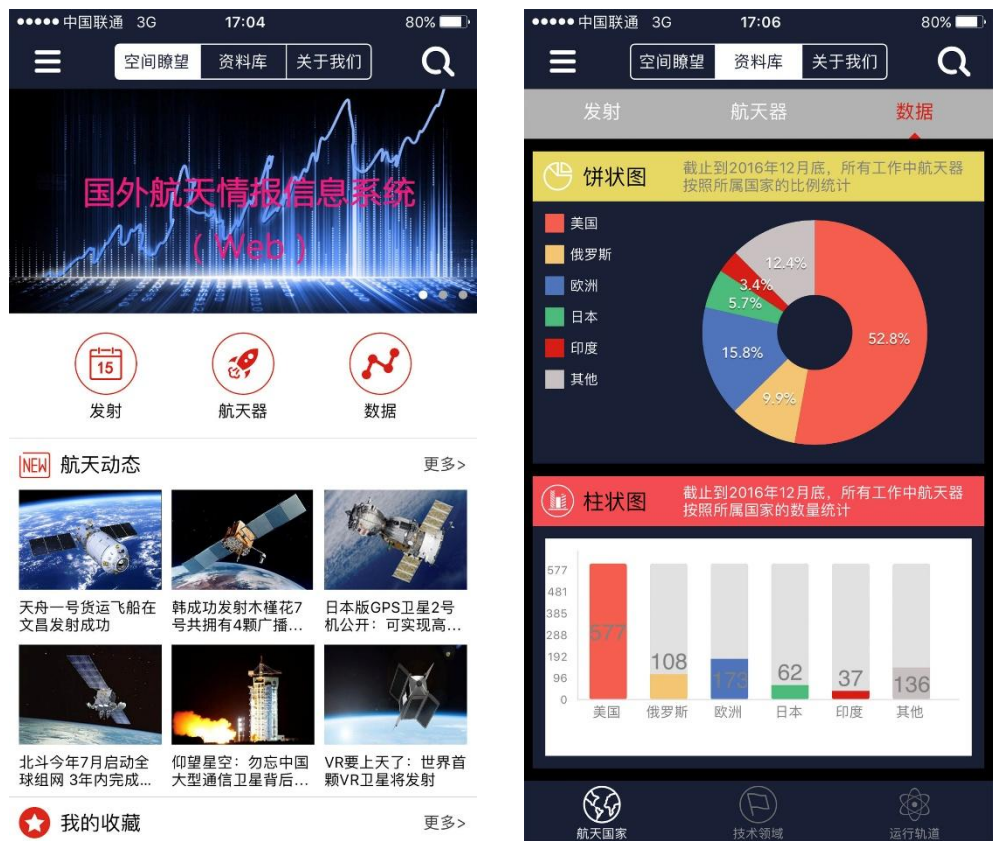 中国联通 3G 17:04 80%
空间瞭望 资料库 关于我们
国外航天情报信息系统
（Web）
15
发射 航天器 数据
NEW 航天动态 更多>
天舟一号货运飞船在
文昌发射成功
韩成功发射木槿花7
号共拥有4颗广播...
日本版GPS卫星2号
机公开：可实现高...
北斗今年7月启动全
球组网 3年内完成...
仰望星空：勿忘中国
大型通信卫星背后...
VR要上天了：世界首
颗VR卫星将发射
我的收藏 更多>
中国联通 3G 17:06 80%
空间瞭望 资料库 关于我们
发射 航天器 数据
饼状图
截止到2016年12月底，所有工作中航天器
按照所属国家的比例统计
美国
俄罗斯
欧洲
日本
印度
其他
12.4%
3.4%
5.7%
52.8%
15.8%
9.9%
柱状图
截止到2016年12月底，所有工作中航天器
按照所属国家的数量统计
577
481
385
288
192
96
0
577
108
173
62
37
136
美国 俄罗斯 欧洲 日本 印度 其他
航天国家 技术领域 运行轨道